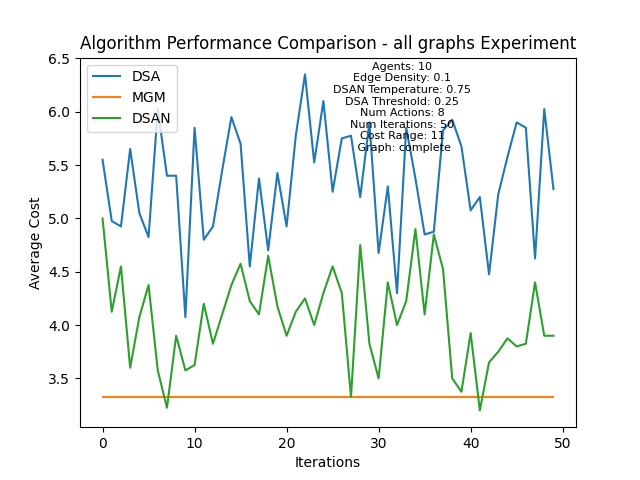 Algorithm Performance Comparison - all graphs Experiment
DSA
MGM
DSAN
Agents: 10
Edge Density: 0.1
DSAN Temperature: 0.75
DSA Threshold: 0.25
Num Actions: 8
Num Iterations: 50
Cost Range: 11
Graph: complete
Average Cost
6.5
6.0
5.5
5.0
4.5
4.0
3.5
0 10 20 30 40 50
Iterations